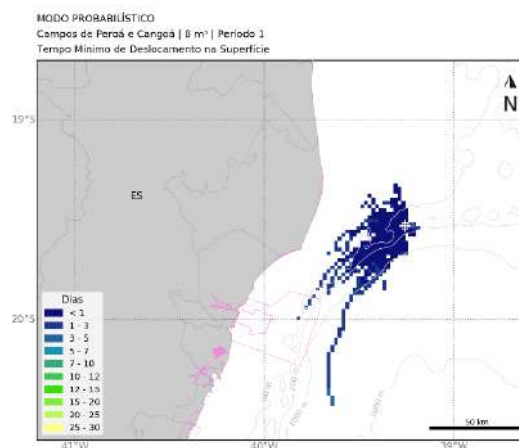 MODO PROBABILÍSTICO
Campos de Peroá e Cangoá | 8 m³ | Período 1
Tempo Mínimo de Deslocamento na Superfície
N
19°S
ES
20°S
Dias
< 1
1 - 3
3 - 5
5 - 7
7 - 10
10 - 12
12 - 15
15 - 20
20 - 25
25 - 30
50 km
41°W
40°W
39°W